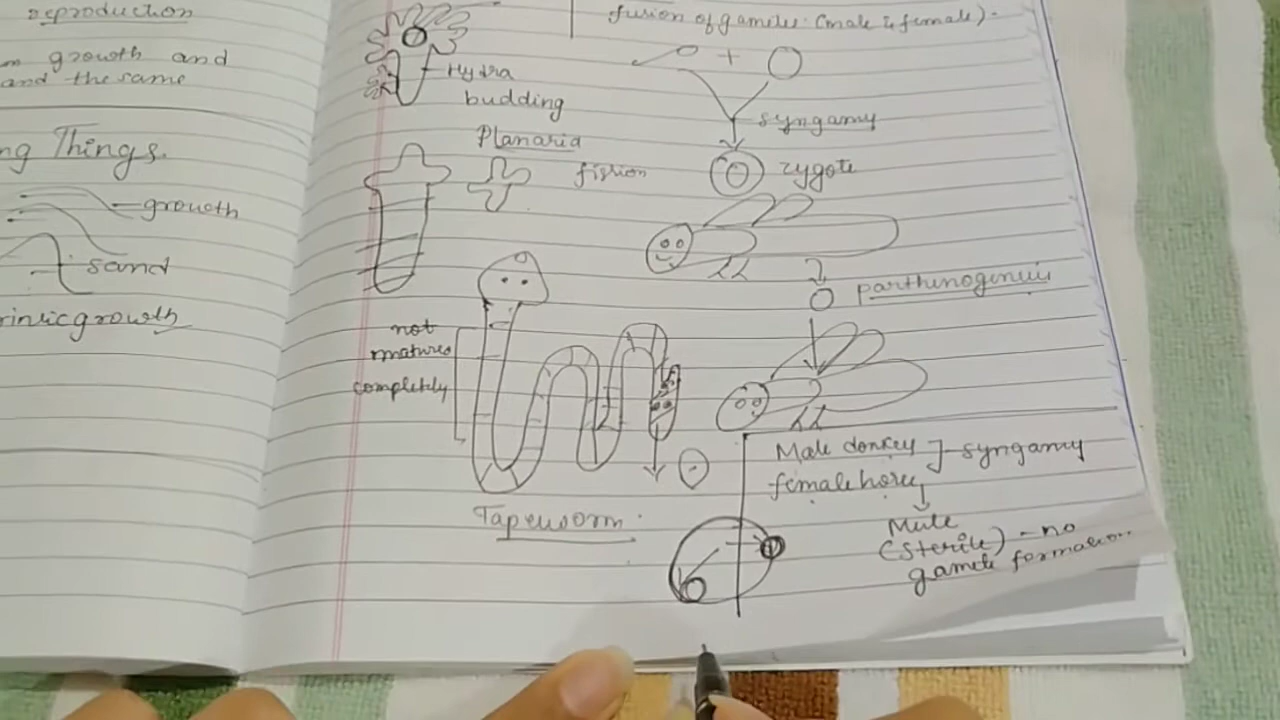 reproduction
growth and
and the same
ng Things.
growth
sand
rinsic growth
Hydra
budding
Planaria
fission
not
matured
completely
Tapeworm
fusion of gametes (male & female).
+
syngamy
zygote
parthenogenesis
Male donkey
female horse
syngamy
Mule
(sterile) - no
gamete formation..